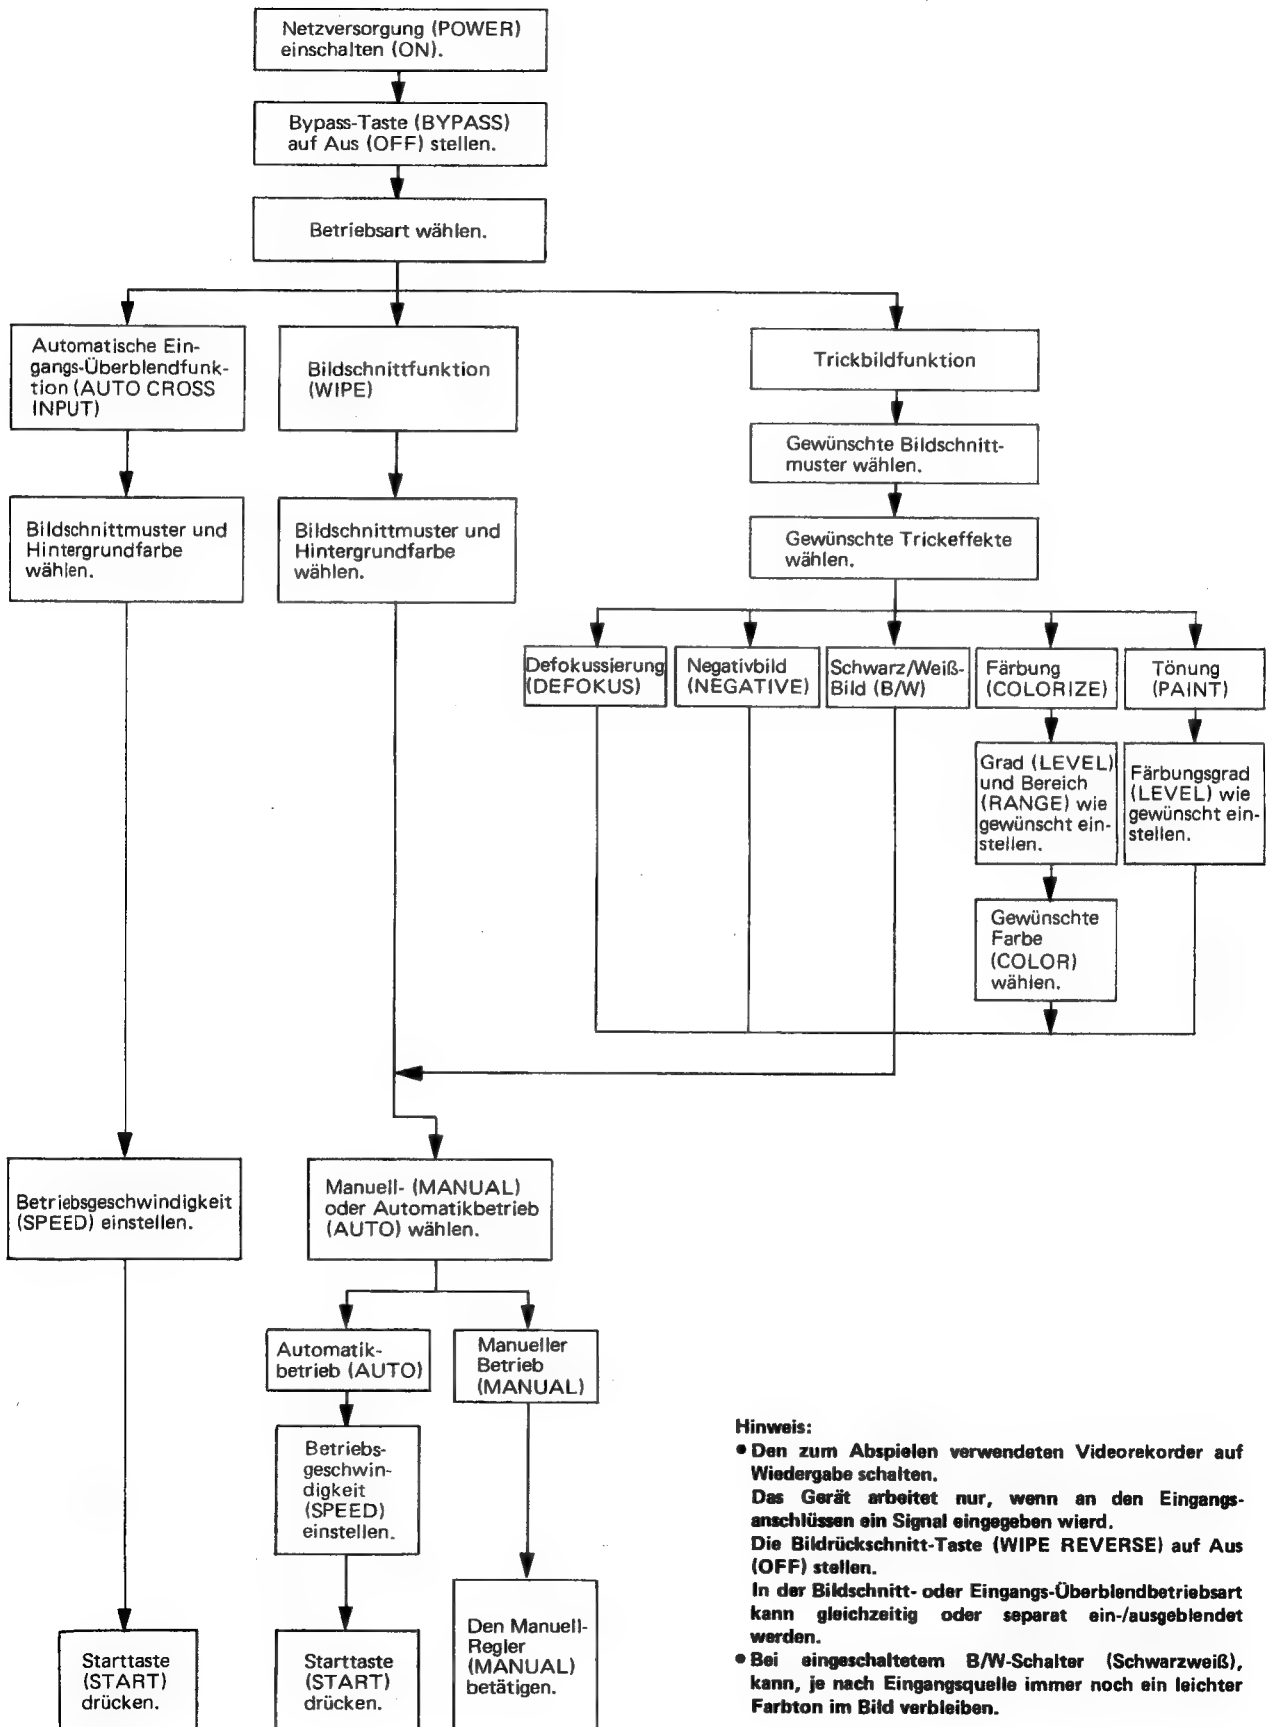 Netzversorgung (POWER)
einschalten (ON).
Bypass-Taste (BYPASS)
auf Aus (OFF) stellen.
Betriebsart wählen.
Automatische Ein-
gangs-Überblendfunk-
tion (AUTO CROSS
INPUT)
Bildschnittfunktion
(WIPE)
Trickbildfunktion
Gewünschte Bildschnitt-
muster wählen.
Bildschnittmuster und
Hintergrundfarbe
wählen.
Bildschnittmuster und
Hintergrundfarbe
wählen.
Gewünschte Trickeffekte
wählen.
Defokussierung
(DEFOKUS)
Negativbild
(NEGATIVE)
Schwarz/Weiß-
Bild (B/W)
Färbung
(COLORIZE)
Tönung
(PAINT)
Grad (LEVEL)
und Bereich
(RANGE) wie
gewünscht ein-
stellen.
Färbungsgrad
(LEVEL) wie
gewünscht ein-
stellen.
Gewünschte
Farbe
(COLOR)
wählen.
Betriebsgeschwindigkeit
(SPEED) einstellen.
Manuell- (MANUAL)
oder Automatikbetrieb
(AUTO) wählen.
Automatik-
betrieb (AUTO)
Manueller
Betrieb
(MANUAL)
Betriebs-
geschwin-
digkeit
(SPEED)
einstellen.
Starttaste
(START)
drücken.
Starttaste
(START)
drücken.
Den Manuell-
Regler
(MANUAL)
betätigen.
Hinweis:
● Den zum Abspielen verwendeten Videorekorder auf
Wiedergabe schalten.
Das Gerät arbeitet nur, wenn an den Eingangs-
anschlüssen ein Signal eingegeben wierd.
Die Bildrückschnitt-Taste (WIPE REVERSE) auf Aus
(OFF) stellen.
In der Bildschnitt- oder Eingangs-Überblendbetriebsart
kann gleichzeitig oder separat ein-/ausgeblendet
werden.
● Bei eingeschaltetem B/W-Schalter (Schwarzweiß),
kann, je nach Eingangsquelle immer noch ein leichter
Farbton im Bild verbleiben.